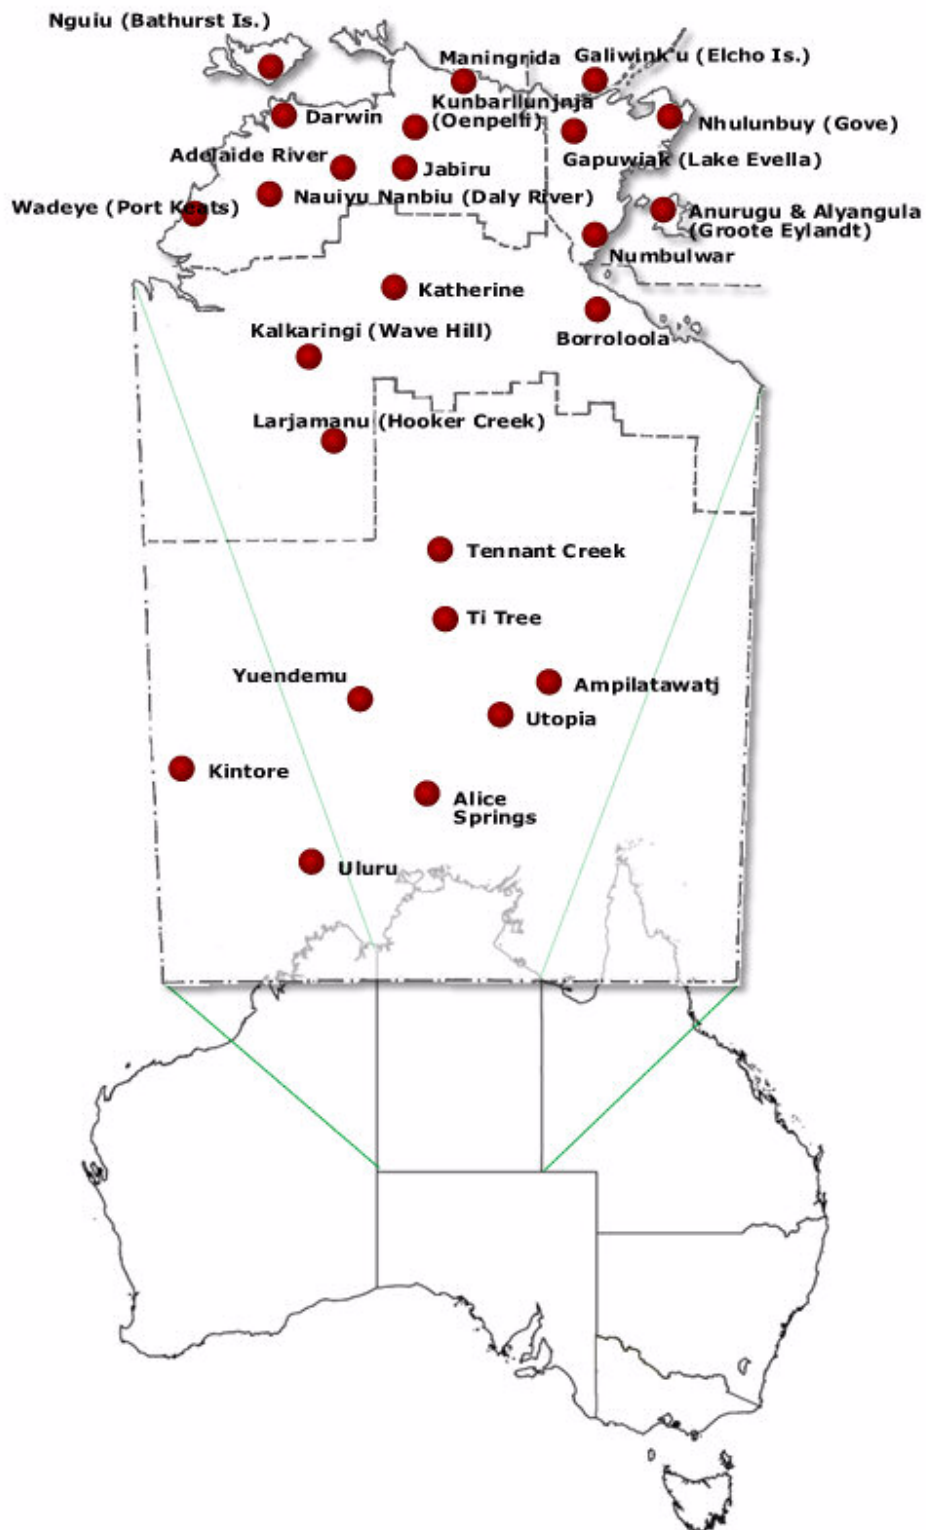 Nguiu (Bathurst Is.)
Maningrida
Galiwink'u (Elcho Is.)
Darwin
Kunbarllunjnja
(Oenpelli)
Nhulunbuy (Gove)
Adelaide River
Jabiru
Gapuwiak (Lake Evella)
Wadeye (Port Keats)
Nauiyu Nanbiu (Daly River)
Anurugu & Alyangula
(Groote Eylandt)
Numbulwar
Katherine
Kalkaringi (Wave Hill)
Borroloola
Larjamanu (Hooker Creek)
Tennant Creek
Ti Tree
Yuendemu
Ampilatawatj
Utopia
Kintore
Alice
Springs
Uluru